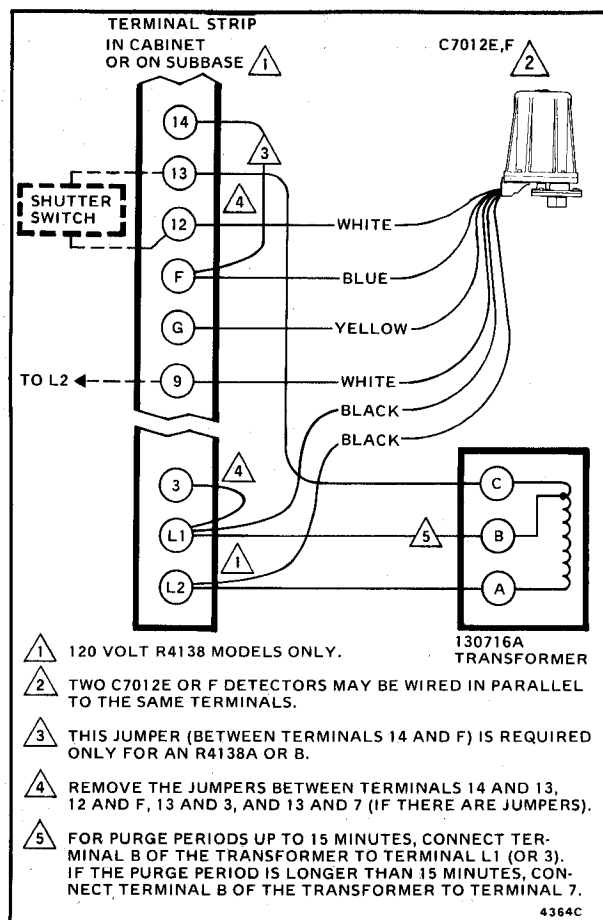 TERMINAL STRIP
IN CABINET
OR ON SUBBASE 1
C7012E,F
2
14
3
13
SHUTTER
SWITCH
4
12
WHITE
F
BLUE
G
YELLOW
TO L2
9
WHITE
BLACK
BLACK
3
4
C
L1
5
B
1
L2
A
130716A
TRANSFORMER
1 120 VOLT R4138 MODELS ONLY.
2 TWO C7012E OR F DETECTORS MAY BE WIRED IN PARALLEL
TO THE SAME TERMINALS.
3 THIS JUMPER (BETWEEN TERMINALS 14 AND F) IS REQUIRED
ONLY FOR AN R4138A OR B.
4 REMOVE THE JUMPERS BETWEEN TERMINALS 14 AND 13,
12 AND F, 13 AND 3, AND 13 AND 7 (IF THERE ARE JUMPERS).
5 FOR PURGE PERIODS UP TO 15 MINUTES, CONNECT TER-
MINAL B OF THE TRANSFORMER TO TERMINAL L1 (OR 3).
IF THE PURGE PERIOD IS LONGER THAN 15 MINUTES, CON-
NECT TERMINAL B OF THE TRANSFORMER TO TERMINAL 7.
4364C